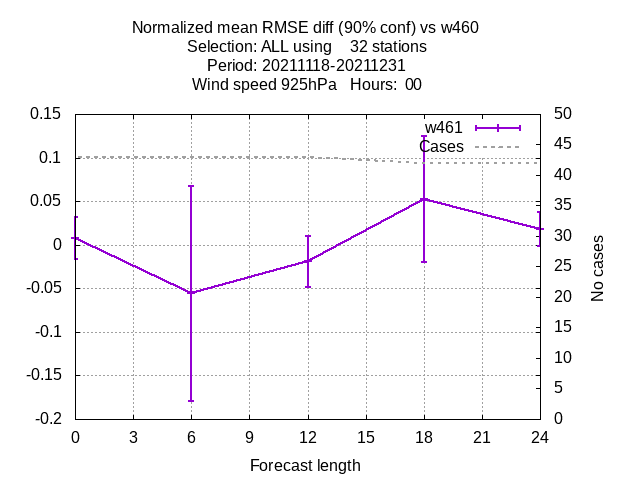 Normalized mean RMSE diff (90% conf) vs w460
Selection: ALL using    32 stations
Period: 20211118-20211231
Wind speed 925hPa   Hours:  00
0.15
0.1
0.05
0
-0.05
-0.1
-0.15
-0.2
50
45
40
35
30
25
20
15
10
5
0
w461
Cases
No cases
0 3 6 9 12 15 18 21 24
Forecast length